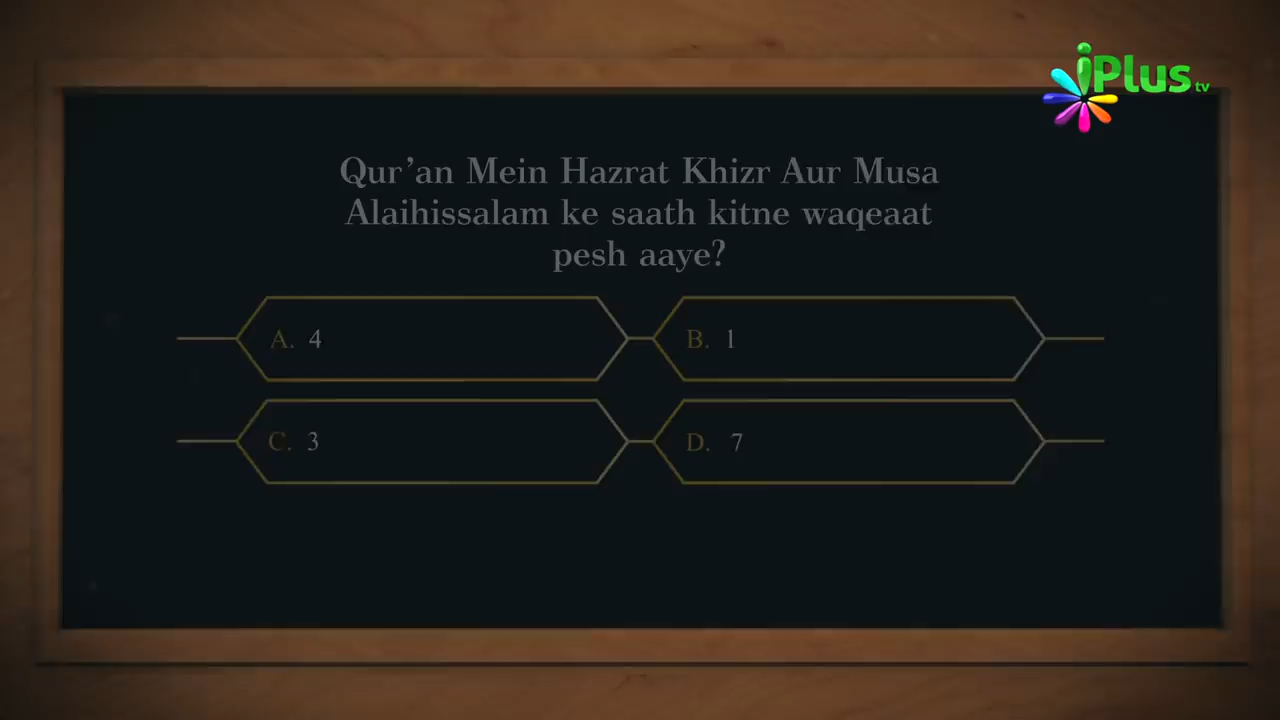 iPlus tv
Qur’an Mein Hazrat Khizr Aur Musa
Alaihissalam ke saath kitne waqeaat
pesh aaye?
A. 4
B. 1
C. 3
D. 7